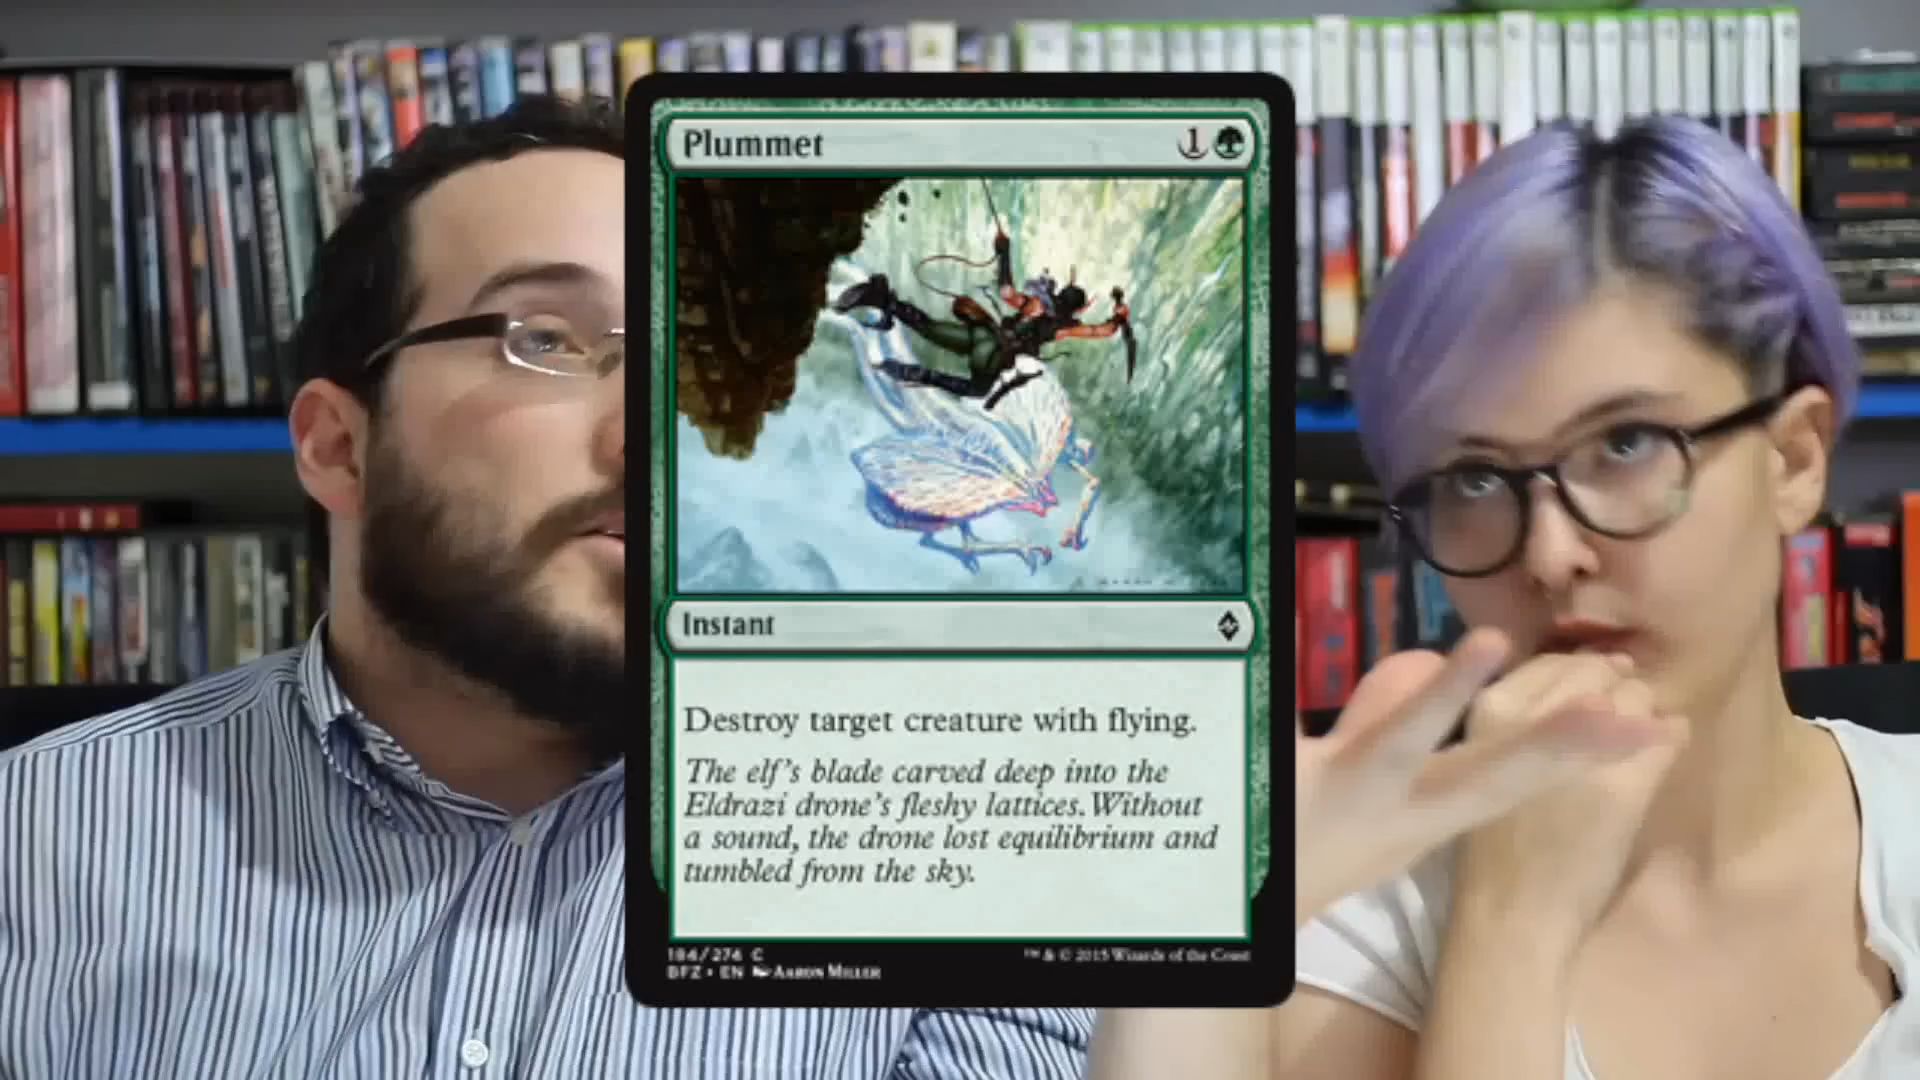 Plummet 1
Instant
Destroy target creature with flying.
The elf's blade carved deep into the
Eldrazi drone's fleshy lattices. Without
a sound, the drone lost equilibrium and
tumbled from the sky.
184/274 C
™ & © 2015 Wizards of the Coast
BFZ • EN Aaron Miller